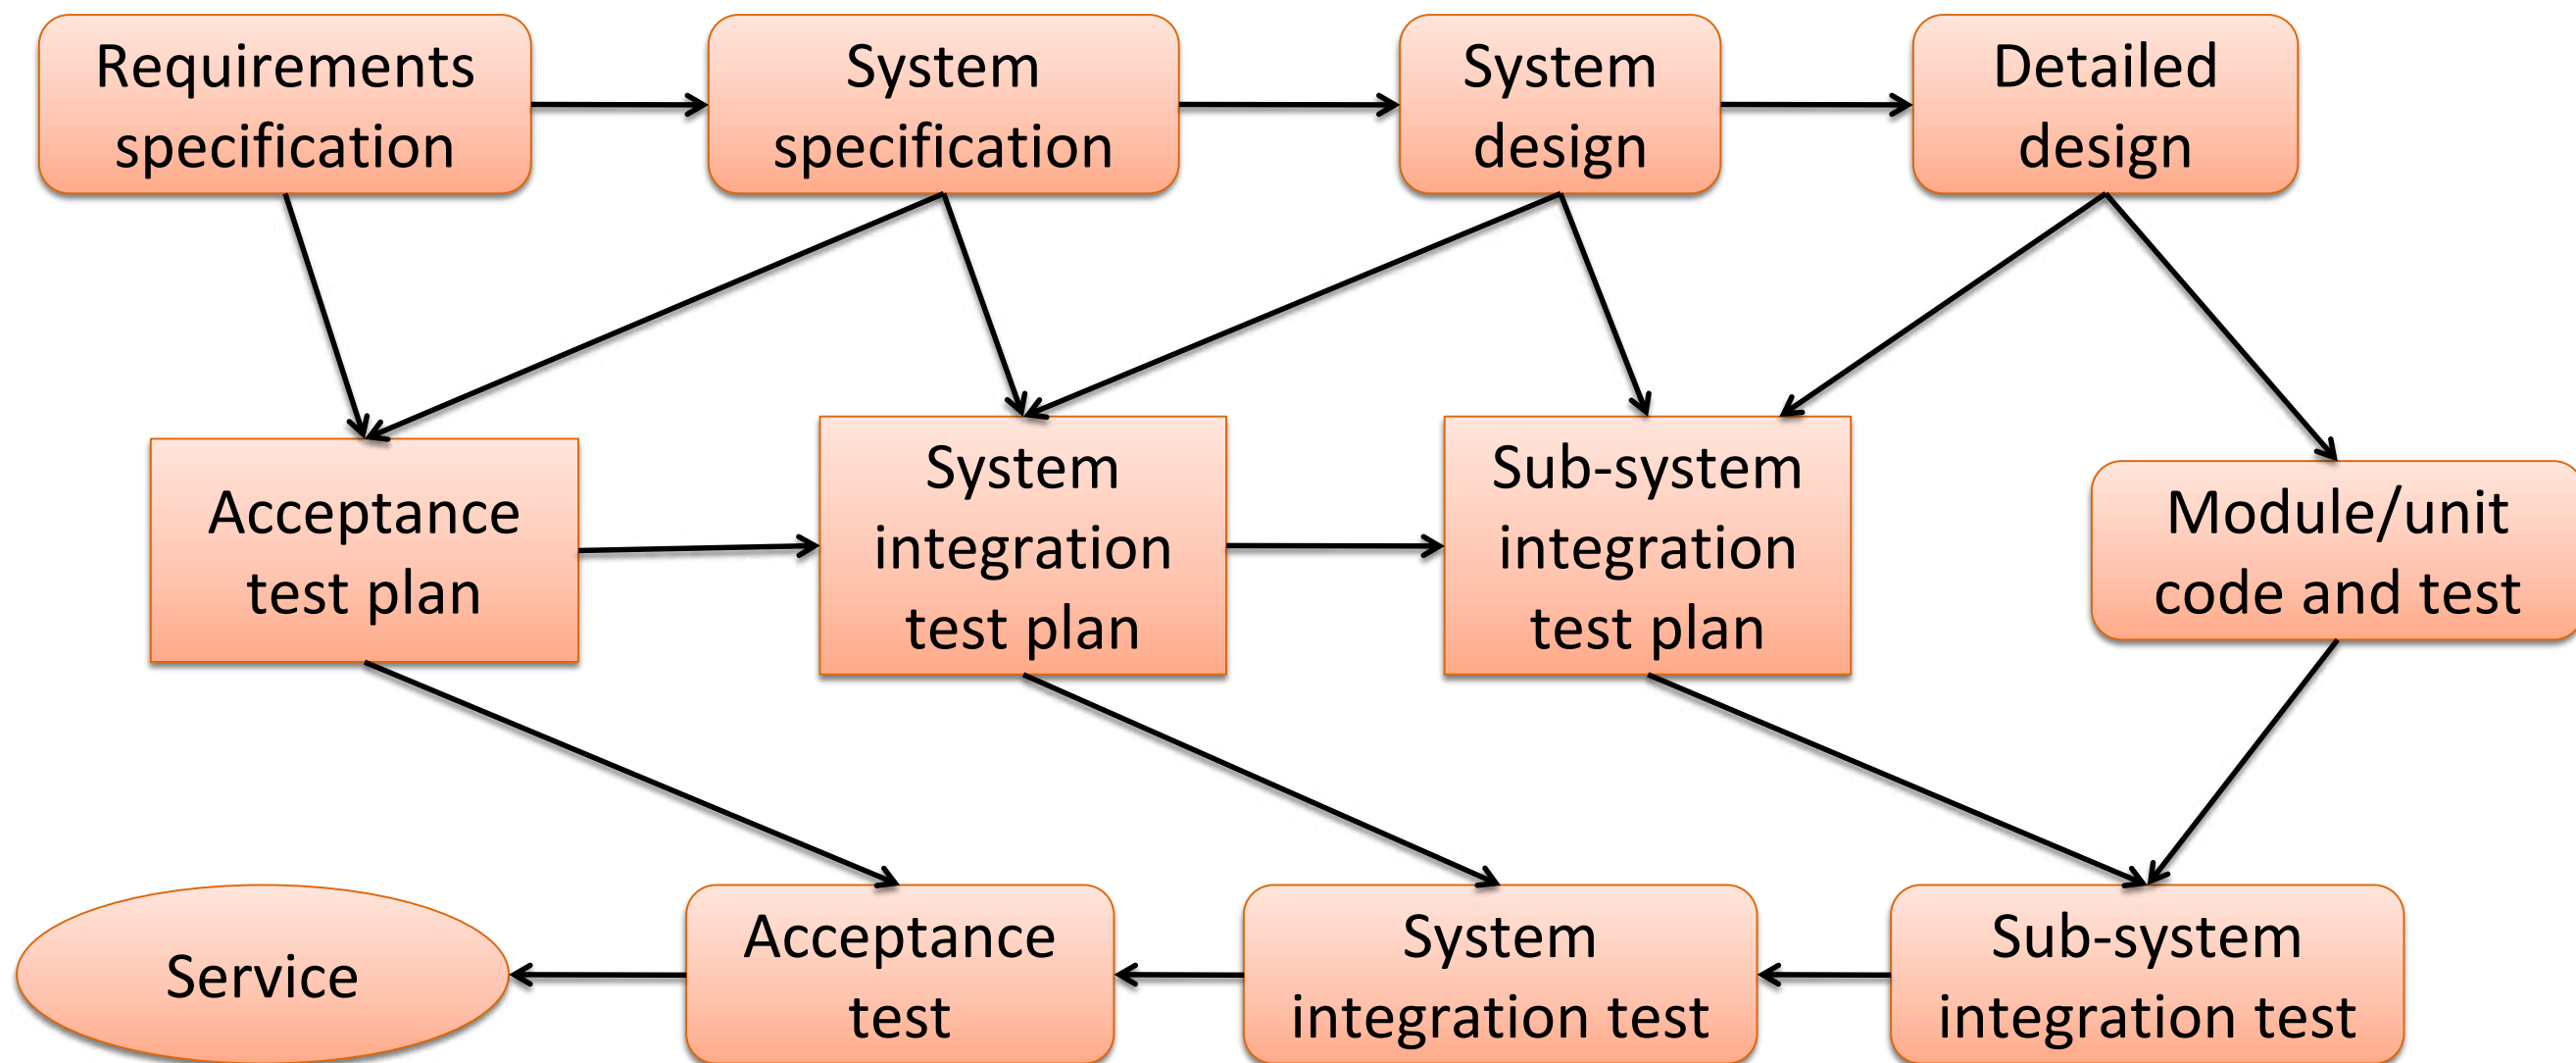 Requirements
specification
System
specification
System
design
Detailed
design
Acceptance
test plan
System
integration
test plan
Sub-system
integration
test plan
Module/unit
code and test
Service
Acceptance
test
System
integration test
Sub-system
integration test